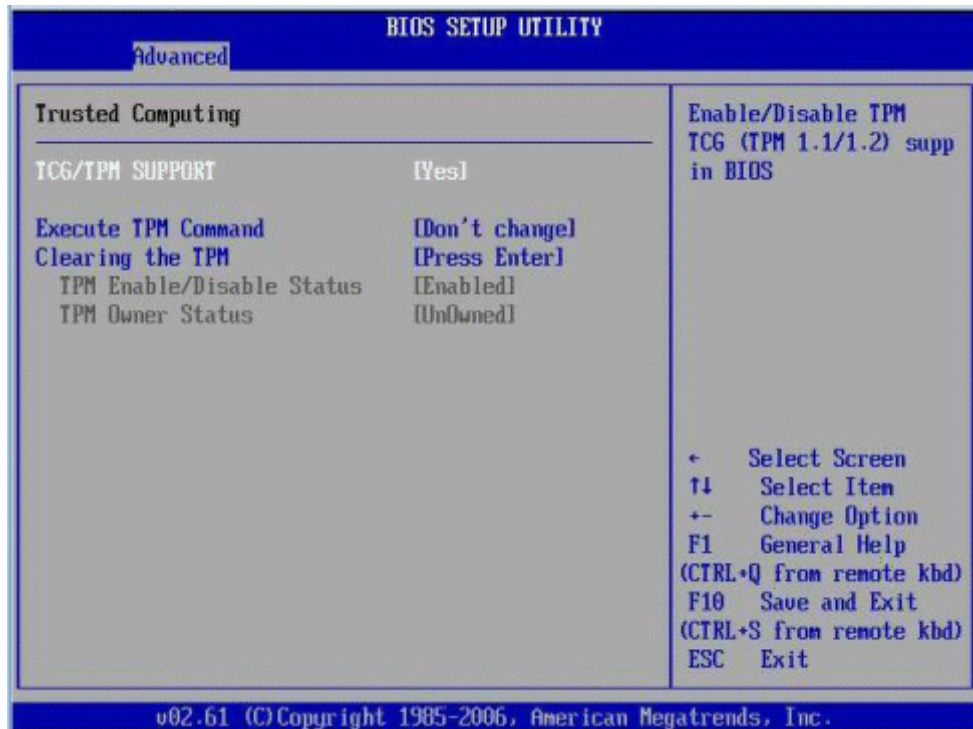 BIOS SETUP UTILITY
Advanced
Trusted Computing
TCG/TPM SUPPORT [Yes]
Execute TPM Command [Don't change]
Clearing the TPM [Press Enter]
TPM Enable/Disable Status [Enabled]
TPM Owner Status [UnOwned]
Enable/Disable TPM
TCG (TPM 1.1/1.2) supp
in BIOS
← Select Screen
↑↓ Select Item
+- Change Option
F1 General Help
(CTRL+Q from remote kbd)
F10 Save and Exit
(CTRL+S from remote kbd)
ESC Exit
v02.61 (C)Copyright 1985-2006, American Megatrends, Inc.